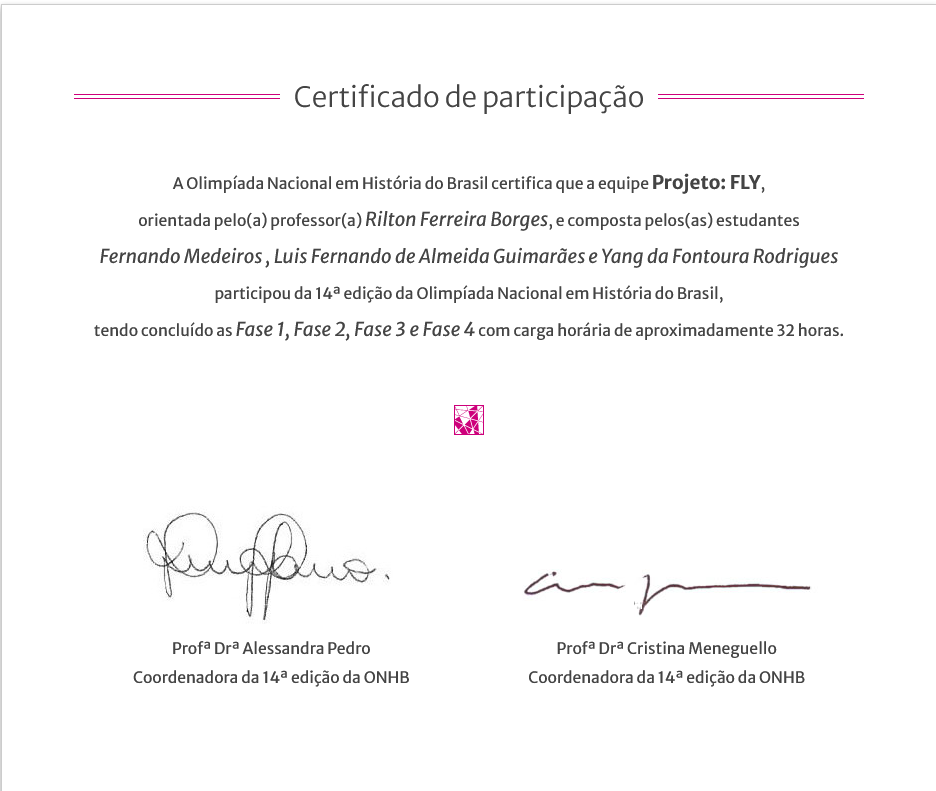 Certificado de participação
A Olimpíada Nacional em História do Brasil certifica que a equipe Projeto: FLY,
orientada pelo(a) professor(a) Rilton Ferreira Borges, e composta pelos(as) estudantes
Fernando Medeiros , Luis Fernando de Almeida Guimarães e Yang da Fontoura Rodrigues
participou da 14ª edição da Olimpíada Nacional em História do Brasil,
tendo concluído as Fase 1, Fase 2, Fase 3 e Fase 4 com carga horária de aproximadamente 32 horas.
Profª Drª Alessandra Pedro
Coordenadora da 14ª edição da ONHB
Profª Drª Cristina Meneguello
Coordenadora da 14ª edição da ONHB